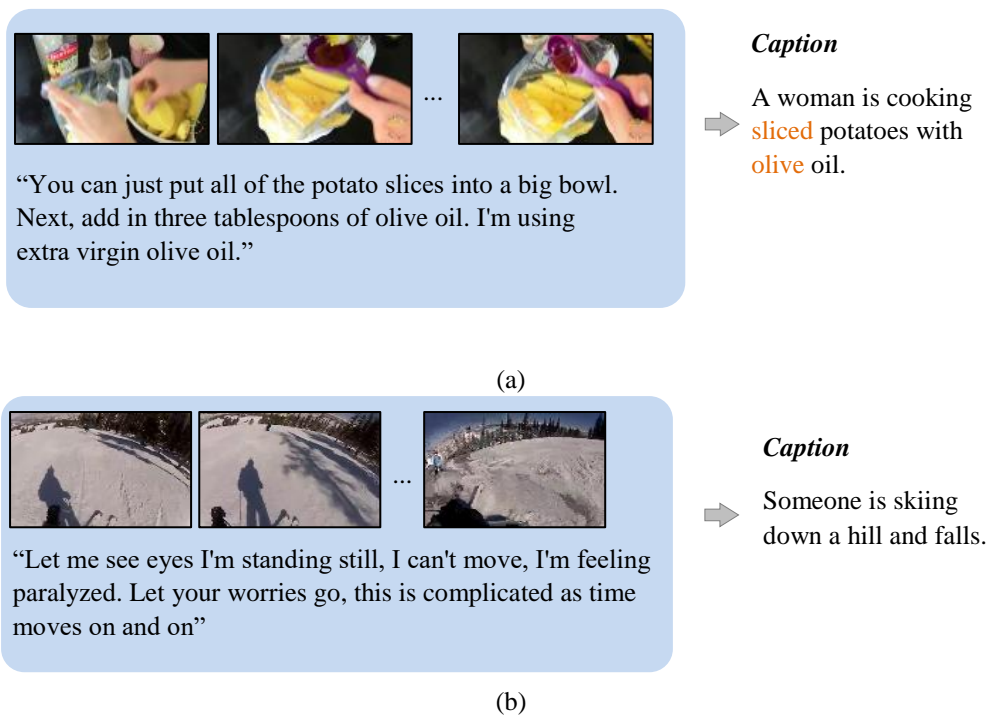 Caption
A woman is cooking
sliced potatoes with
olive oil.
...
“You can just put all of the potato slices into a big bowl.
Next, add in three tablespoons of olive oil. I'm using
extra virgin olive oil.”
(a)
Caption
Someone is skiing
down a hill and falls.
...
“Let me see eyes I'm standing still, I can't move, I'm feeling
paralyzed. Let your worries go, this is complicated as time
moves on and on”
(b)